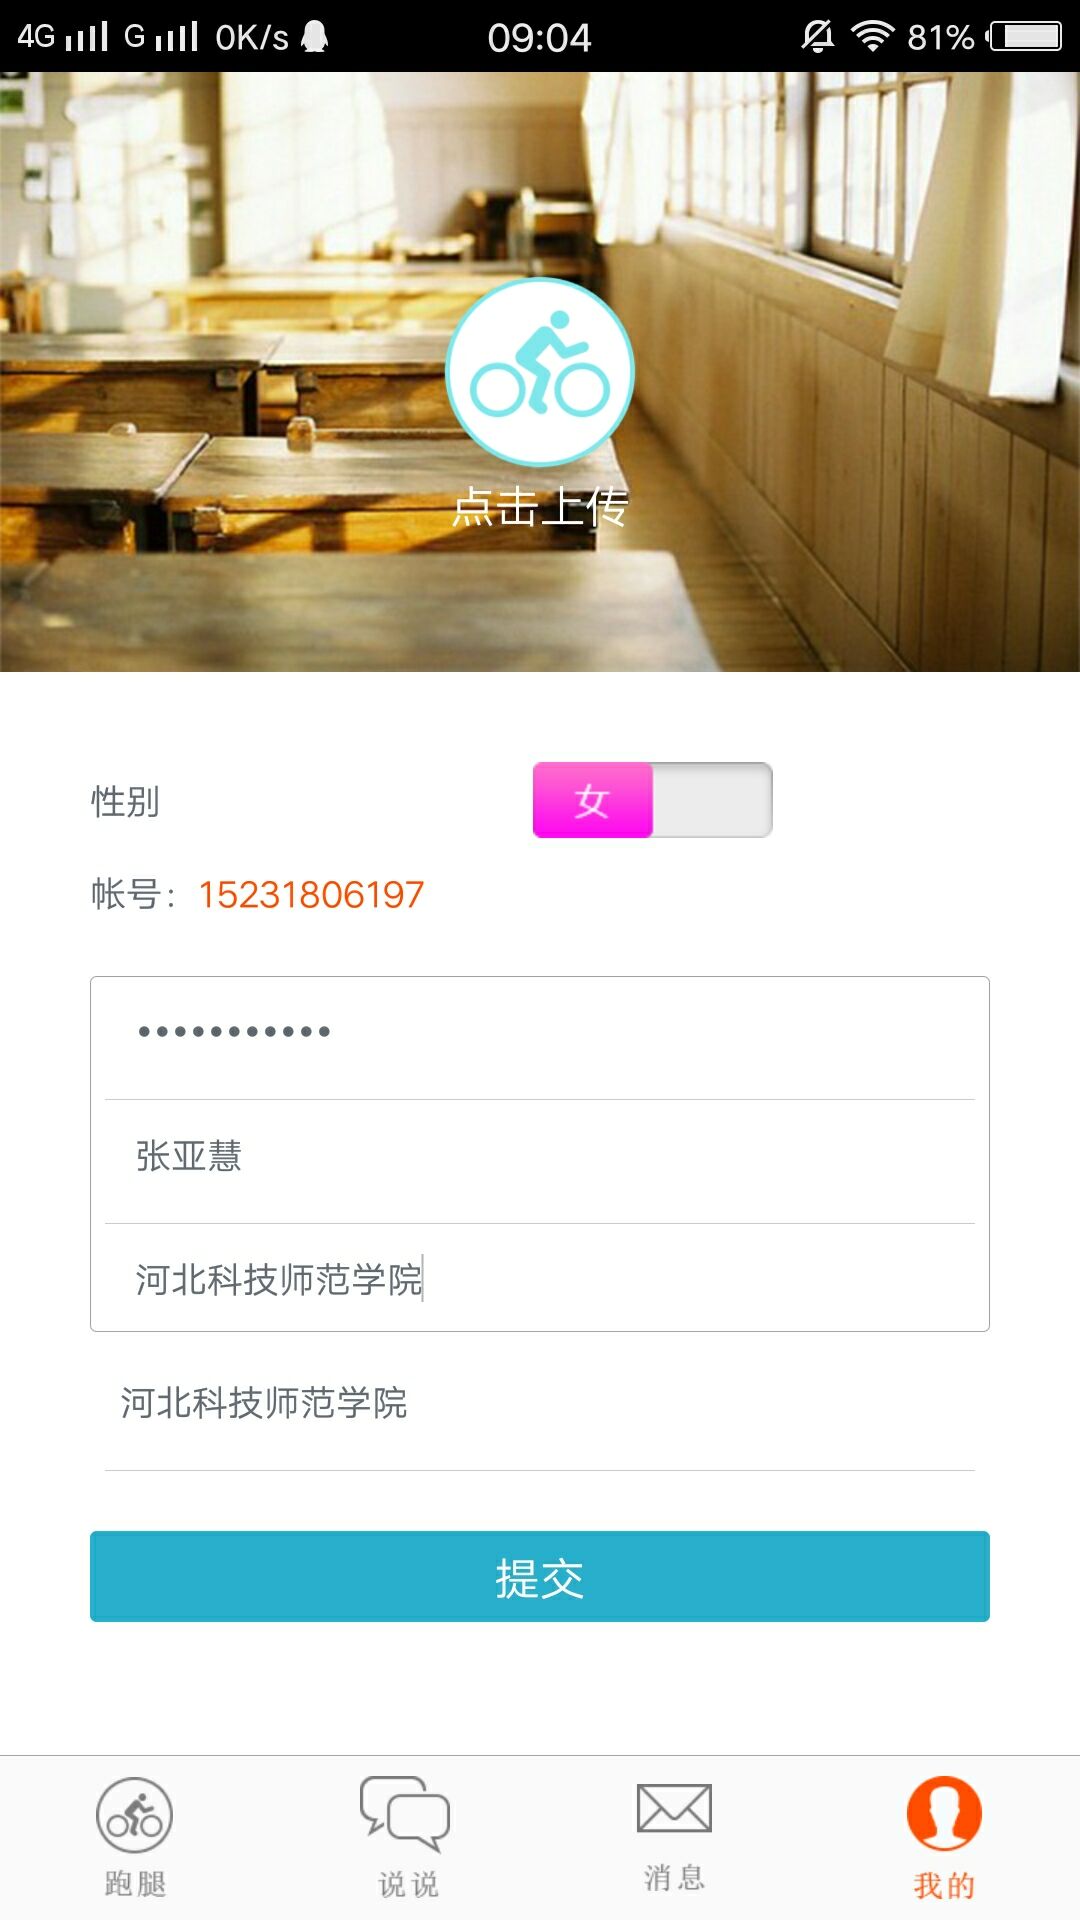 4G G 0K/s 09:04 81%
点击上传
性别 女
帐号：15231806197
•••••••••••
张亚慧
河北科技师范学院
河北科技师范学院
提交
跑腿 说说 消息 我的